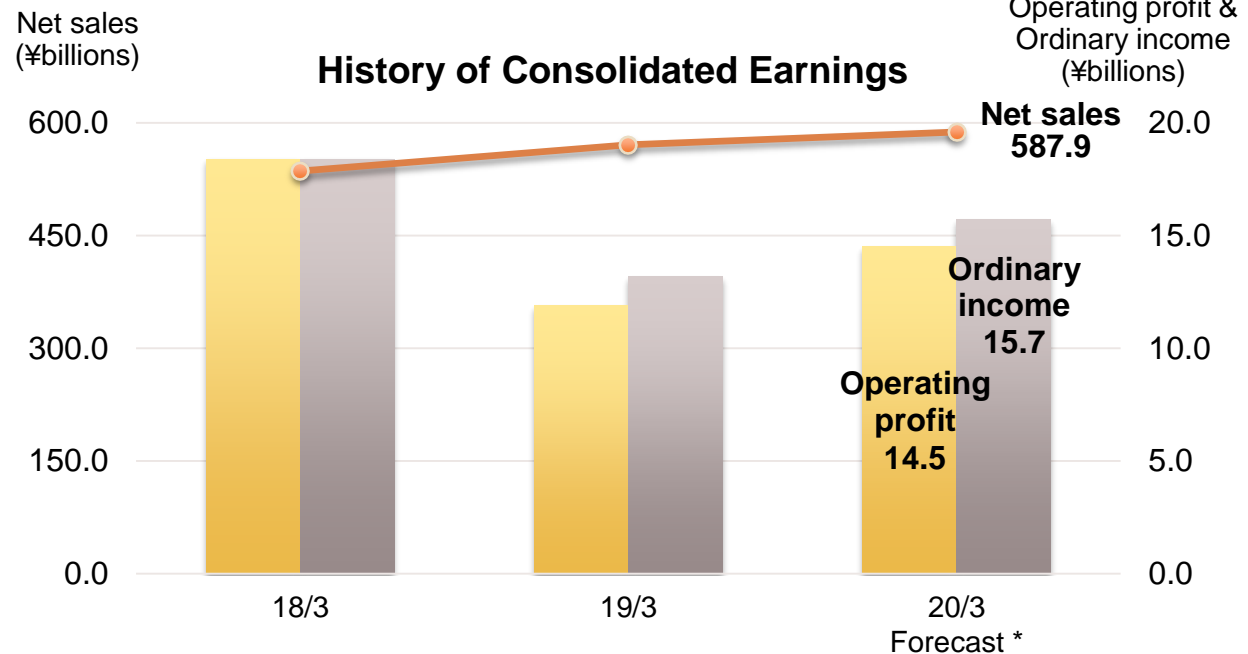 Net sales
(¥billions)
Operating profit &
Ordinary income
(¥billions)
History of Consolidated Earnings
600.0
450.0
300.0
150.0
0.0
20.0
15.0
10.0
5.0
0.0
Net sales
587.9
Ordinary
income
15.7
Operating
profit
14.5
18/3
19/3
20/3
Forecast *